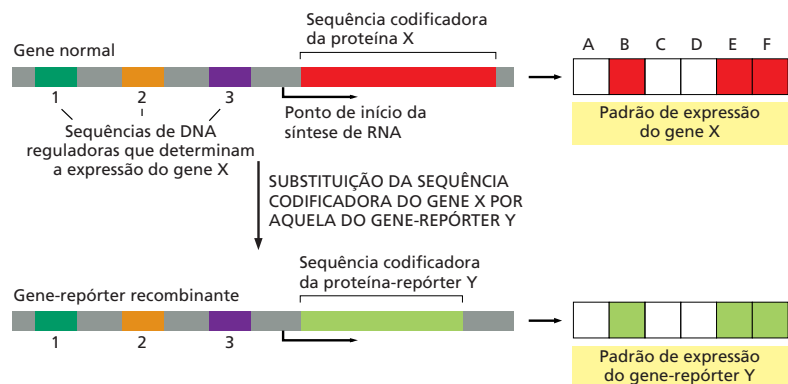 Sequência codificadora
da proteína X
Gene normal
A B C D E F
1 2 3
Sequências de DNA
reguladoras que determinam
a expressão do gene X
Ponto de início da
síntese de RNA
Padrão de expressão
do gene X
SUBSTITUIÇÃO DA SEQUÊNCIA
CODIFICADORA DO GENE X POR
AQUELA DO GENE-REPÓRTER Y
Sequência codificadora
da proteína-repórter Y
Gene-repórter recombinante
1 2 3
Padrão de expressão
do gene-repórter Y